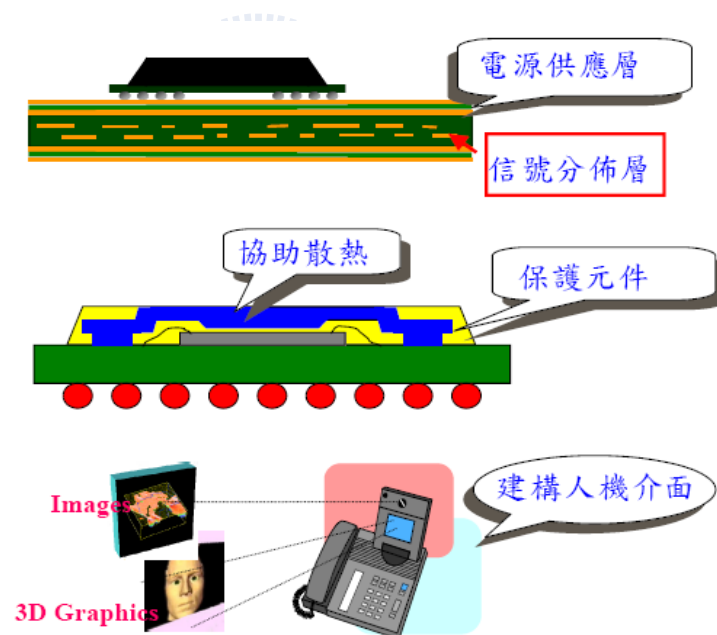 電源供應層
信號分佈層
協助散熱
保護元件
Images
建構人機介面
3D Graphics